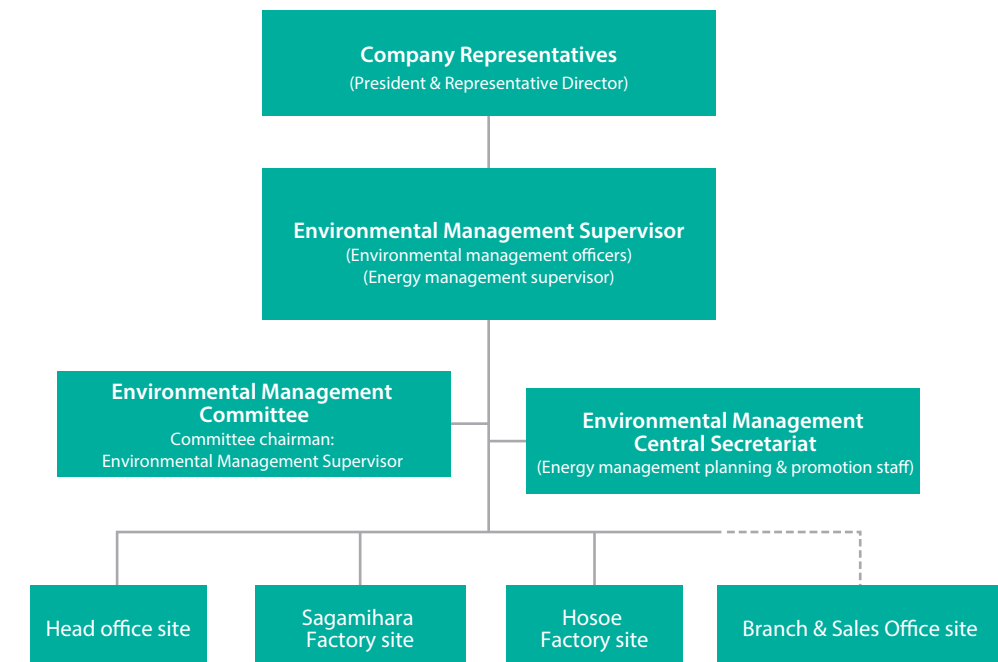 Company Representatives
(President & Representative Director)
Environmental Management Supervisor
(Environmental management officers)
(Energy management supervisor)
Environmental Management
Committee
Committee chairman:
Environmental Management Supervisor
Environmental Management
Central Secretariat
(Energy management planning & promotion staff)
Head office site
Sagamihara
Factory site
Hosoe
Factory site
Branch & Sales Office site